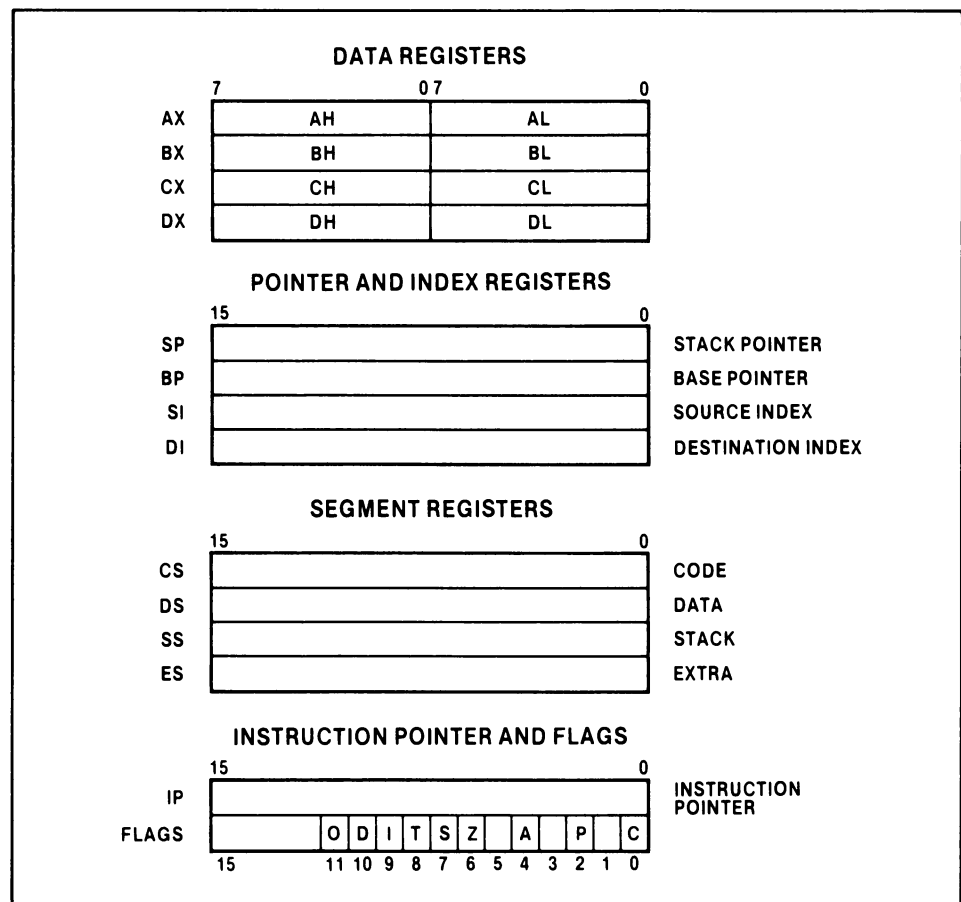 DATA REGISTERS
7 0 7 0
AX AH AL
BX BH BL
CX CH CL
DX DH DL
POINTER AND INDEX REGISTERS
15 0
SP STACK POINTER
BP BASE POINTER
SI SOURCE INDEX
DI DESTINATION INDEX
SEGMENT REGISTERS
15 0
CS CODE
DS DATA
SS STACK
ES EXTRA
INSTRUCTION POINTER AND FLAGS
15 0
IP INSTRUCTION
POINTER
FLAGS O D I T S Z A P C
15 11 10 9 8 7 6 5 4 3 2 1 0